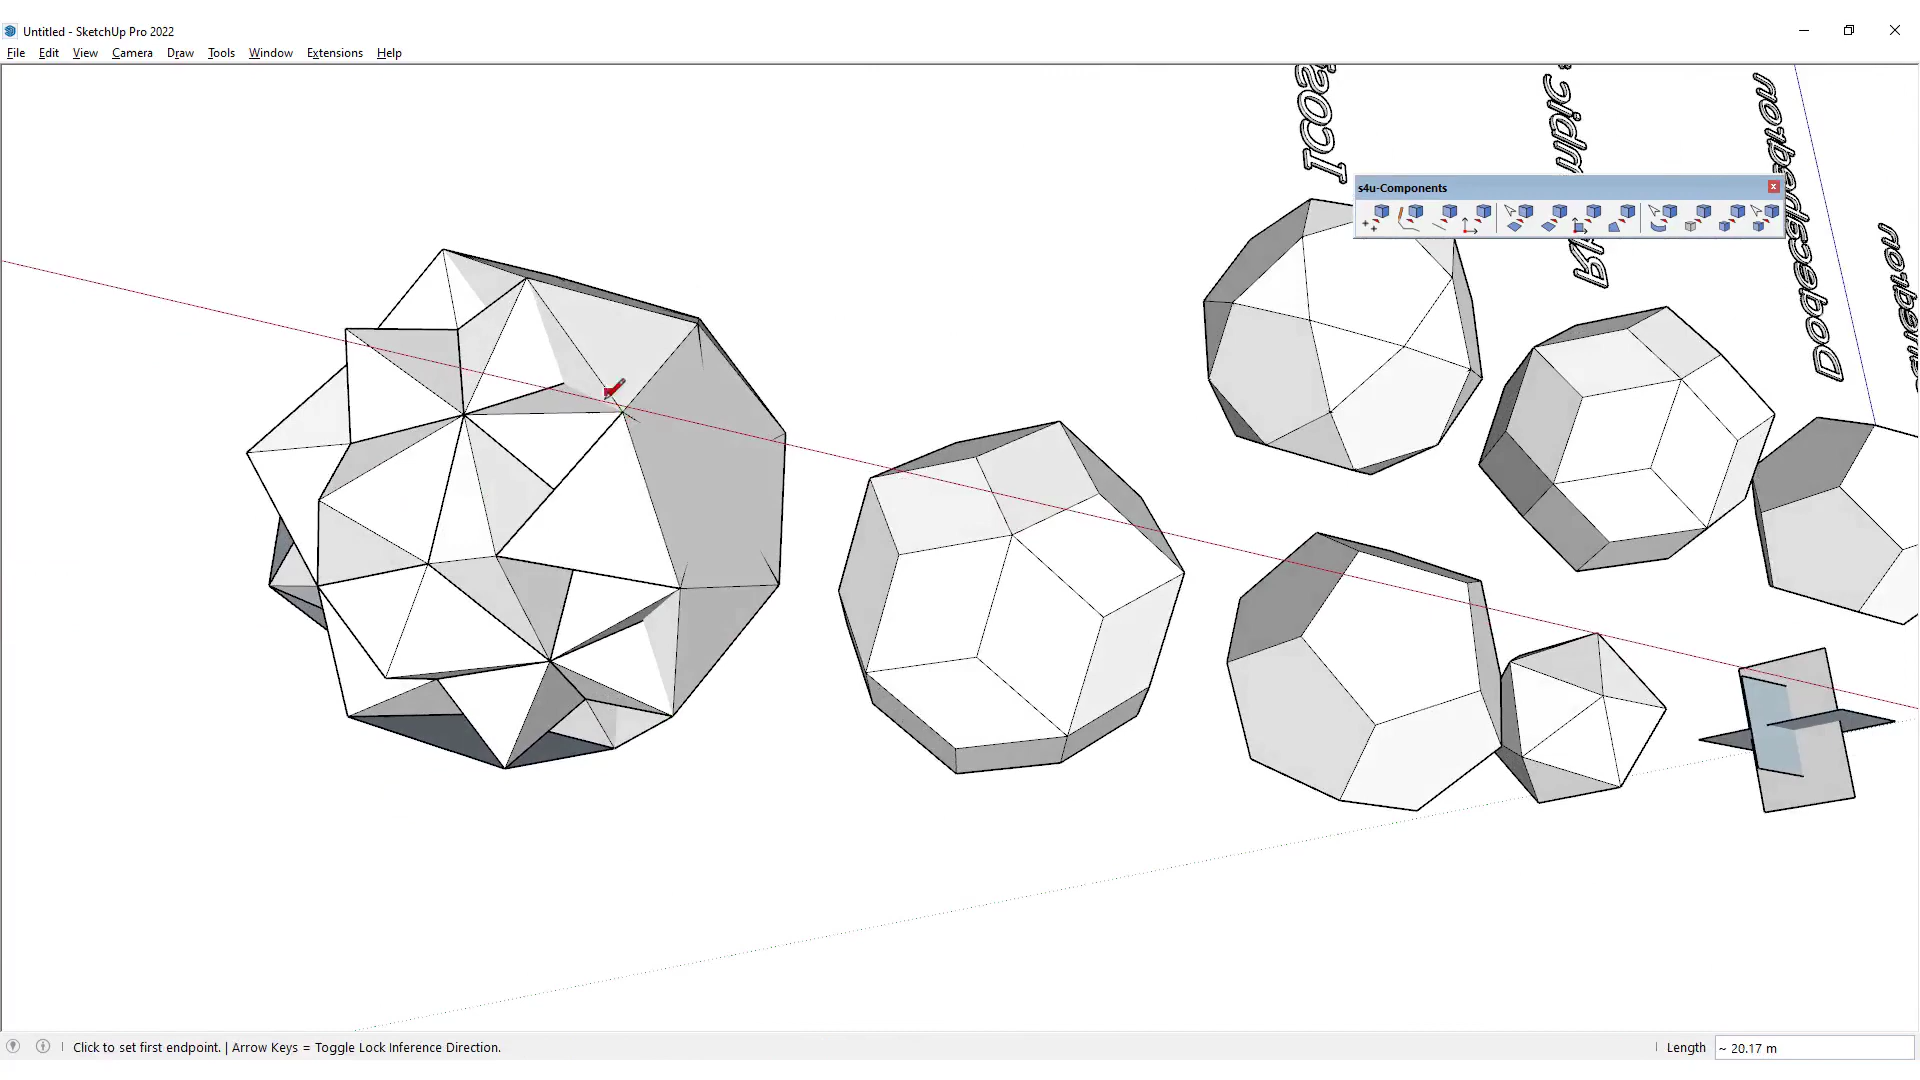 Untitled - SketchUp Pro 2022
File Edit View Camera Draw Tools Window Extensions Help
s4u-Components
Dodecahedron
Click to set first endpoint. | Arrow Keys = Toggle Lock Inference Direction.
Length ~ 20.17 m